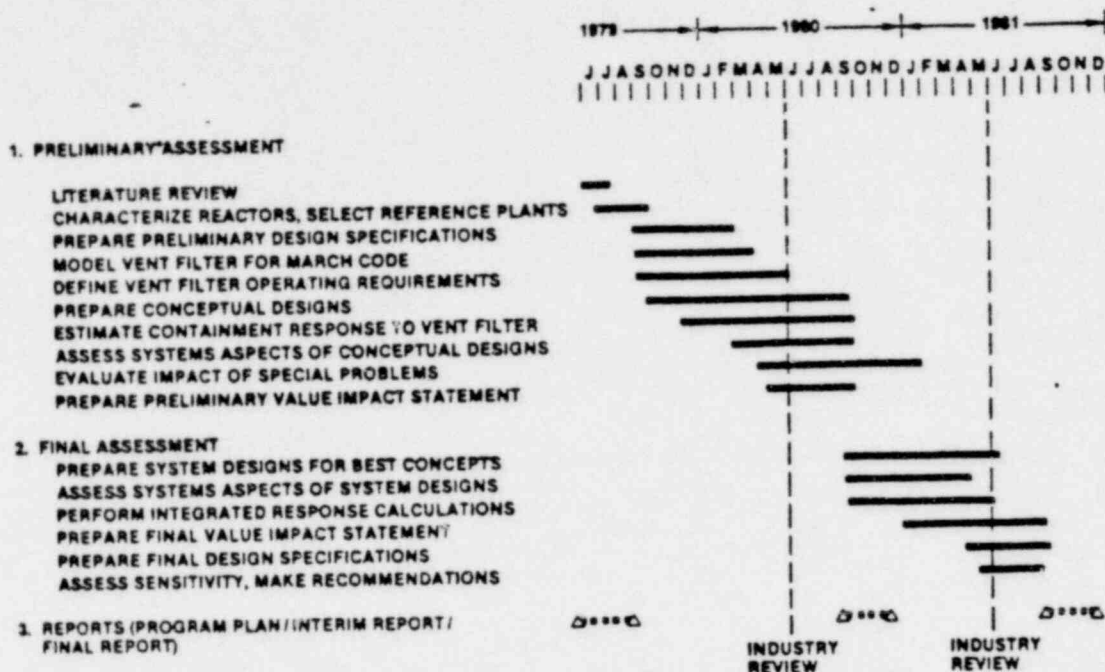 1979 1980 1981
J J A S O N D J F M A M J J A S O N D J F M A M J J A S O N D
1. PRELIMINARY ASSESSMENT
LITERATURE REVIEW
CHARACTERIZE REACTORS, SELECT REFERENCE PLANTS
PREPARE PRELIMINARY DESIGN SPECIFICATIONS
MODEL VENT FILTER FOR MARCH CODE
DEFINE VENT FILTER OPERATING REQUIREMENTS
PREPARE CONCEPTUAL DESIGNS
ESTIMATE CONTAINMENT RESPONSE TO VENT FILTER
ASSESS SYSTEMS ASPECTS OF CONCEPTUAL DESIGNS
EVALUATE IMPACT OF SPECIAL PROBLEMS
PREPARE PRELIMINARY VALUE IMPACT STATEMENT
2. FINAL ASSESSMENT
PREPARE SYSTEM DESIGNS FOR BEST CONCEPTS
ASSESS SYSTEMS ASPECTS OF SYSTEM DESIGNS
PERFORM INTEGRATED RESPONSE CALCULATIONS
PREPARE FINAL VALUE IMPACT STATEMENT
PREPARE FINAL DESIGN SPECIFICATIONS
ASSESS SENSITIVITY, MAKE RECOMMENDATIONS
3. REPORTS (PROGRAM PLAN/INTERIM REPORT/
FINAL REPORT)
INDUSTRY
REVIEW
INDUSTRY
REVIEW